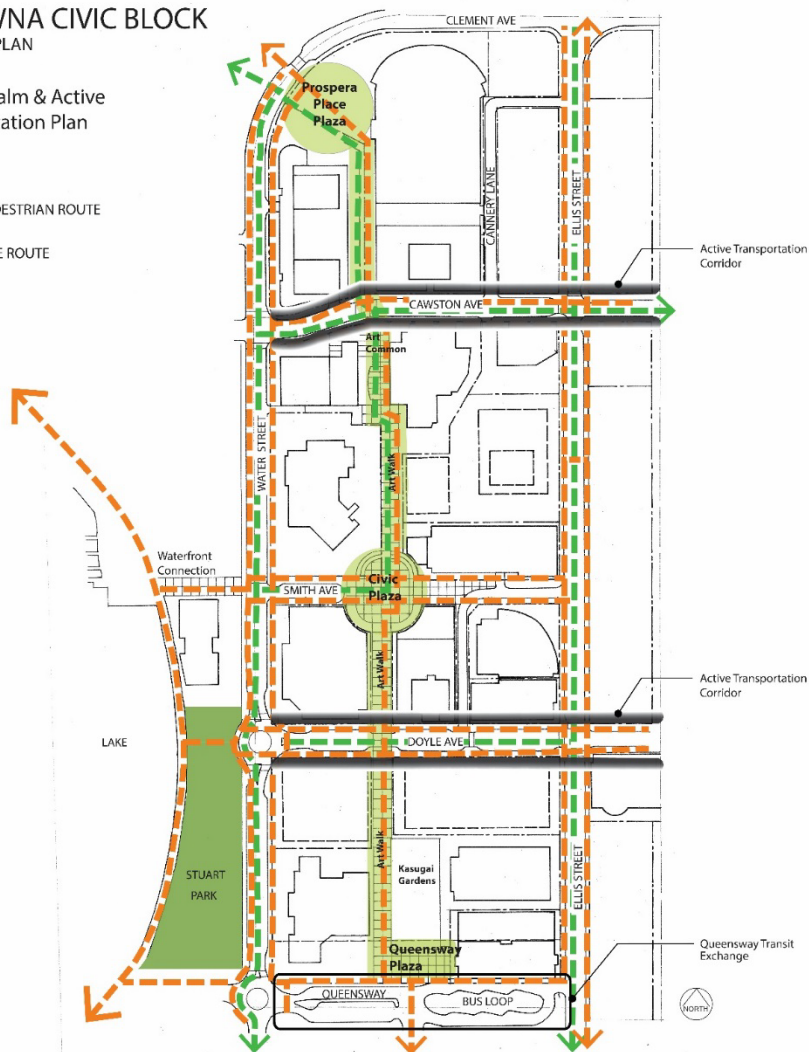 WNA CIVIC BLOCK
PLAN
alm & Active
ration Plan
DESTRIAN ROUTE
E ROUTE
CLEMENT AVE
Prospera
Place
Plaza
CANNERY LANE
ELLIS STREET
Active Transportation
Corridor
CAWSTON AVE
Art
Common
WATER STREET
Art Walk
Waterfront
Connection
SMITH AVE
Civic
Plaza
Art Walk
Active Transportation
Corridor
LAKE
DOYLE AVE
STUART
PARK
Art Walk
Kasugai
Gardens
ELLIS STREET
Queensway
Plaza
Queensway Transit
Exchange
QUEENSWAY
BUS LOOP
NORTH